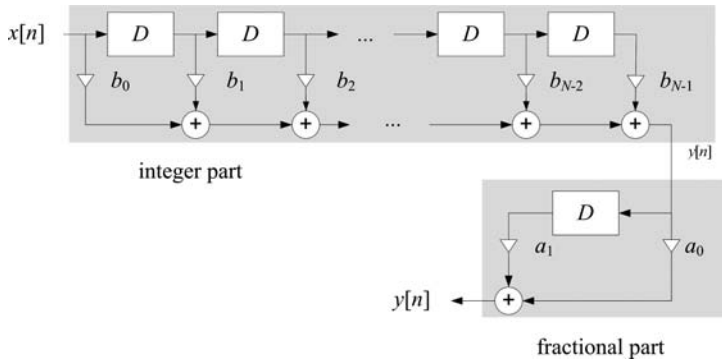 x[n] D D ... D D
b0 b1 b2 bN-2 bN-1
+ + ... + +
y[n]
integer part
D
a1 a0
y[n] +
fractional part